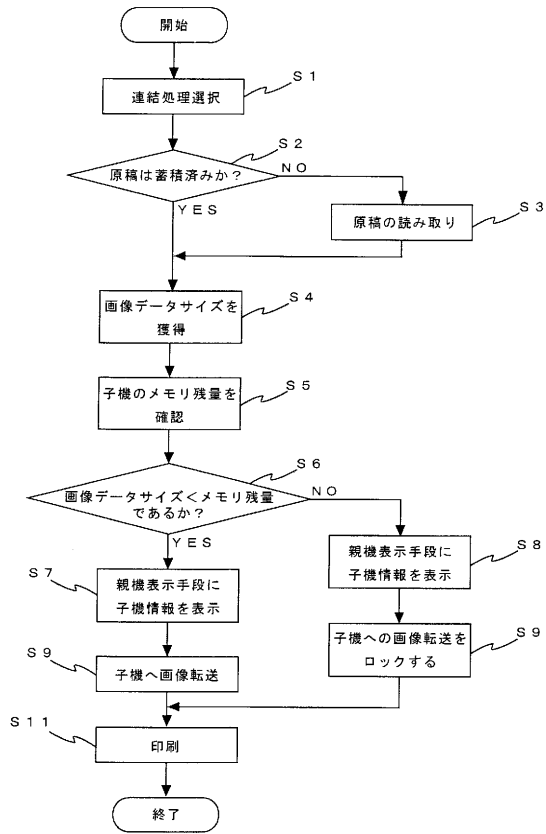 開始
S1
連結処理選択
S2
原稿は蓄積済みか?
NO
YES
S3
原稿の読み取り
S4
画像データサイズを
獲得
S5
子機のメモリ残量を
確認
S6
画像データサイズ<メモリ残量
であるか?
NO
YES
S7
親機表示手段に
子機情報を表示
S8
親機表示手段に
子機情報を表示
S9
子機へ画像転送
S9
子機への画像転送を
ロックする
S11
印刷
終了